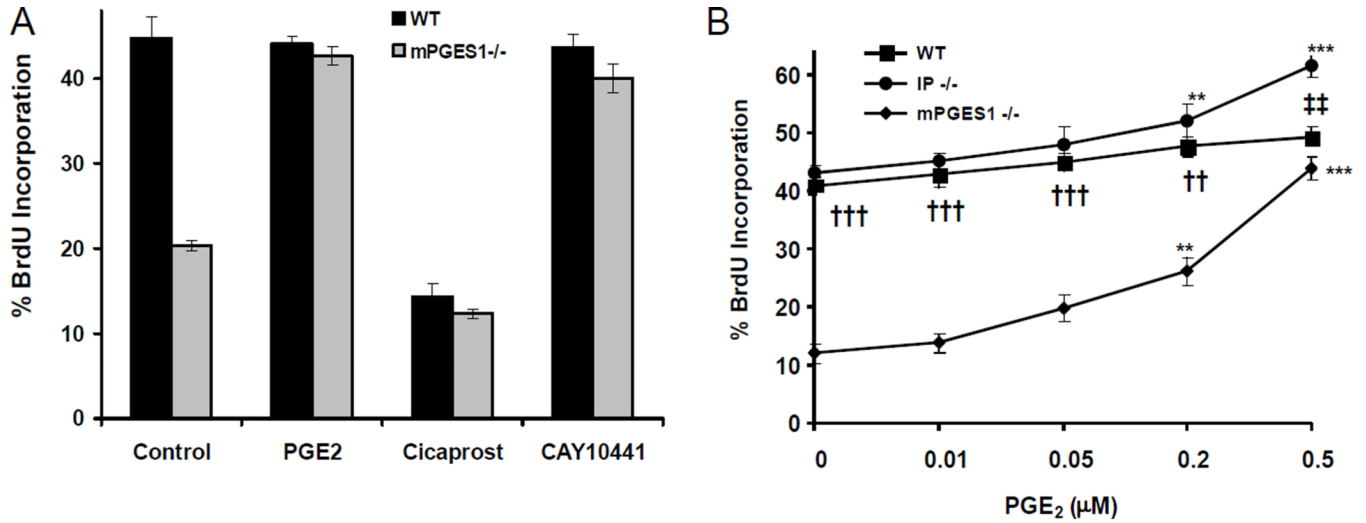 A
WT
mPGES1-/-
% BrdU Incorporation
40
30
20
10
0
Control PGE2 Cicaprost CAY10441
B
WT
IP -/-
mPGES1 -/-
% BrdU Incorporation
60
50
40
30
20
10
0
***
**
‡‡
††† ††† ††† ††
***
**
0 0.01 0.05 0.2 0.5
PGE₂ (µM)